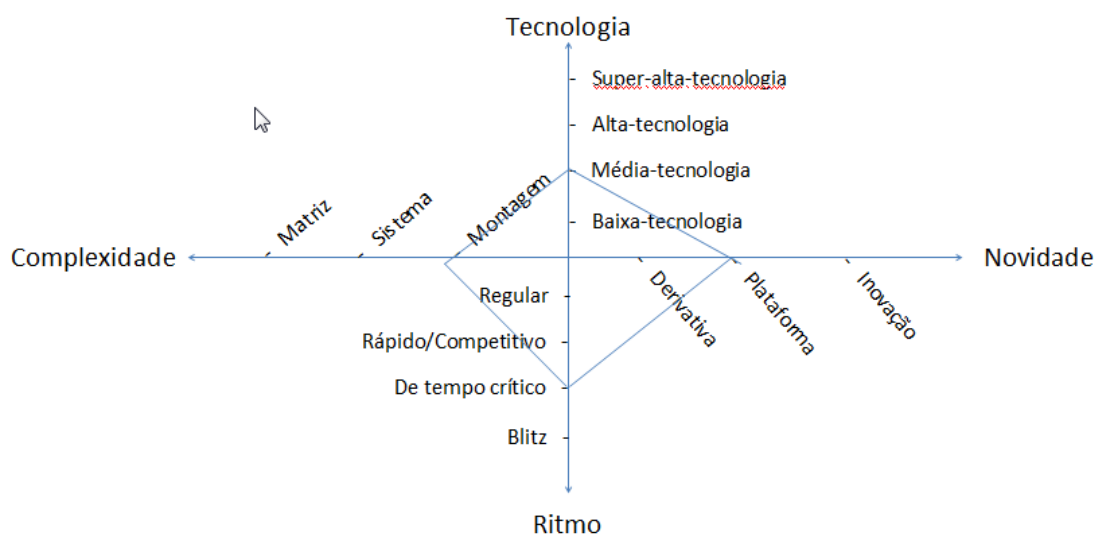 Tecnologia
Super-alta-tecnologia
Alta-tecnologia
Média-tecnologia
Baixa-tecnologia
Matriz
Sistema
Montagem
Complexidade
Novidade
Derivativa
Plataforma
Inovação
Regular
Rápido/Competitivo
De tempo crítico
Blitz
Ritmo